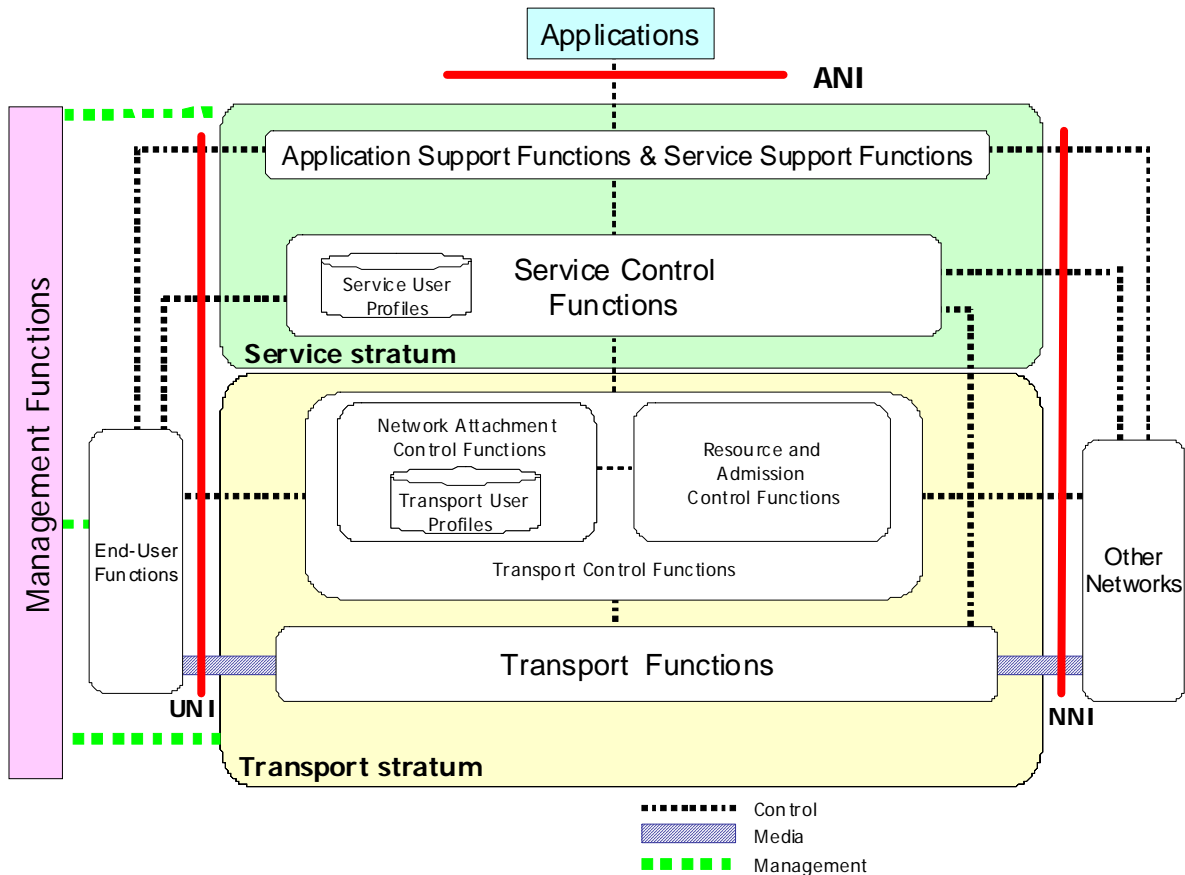 Applications
ANI
Application Support Functions & Service Support Functions
Service Control
Functions
Service User
Profiles
Service stratum
Management Functions
Network Attachment
Control Functions
Transport User
Profiles
Resource and
Admission
Control Functions
Transport Control Functions
End-User
Functions
Other
Networks
Transport Functions
UNI
NNI
Transport stratum
Control
Media
Management